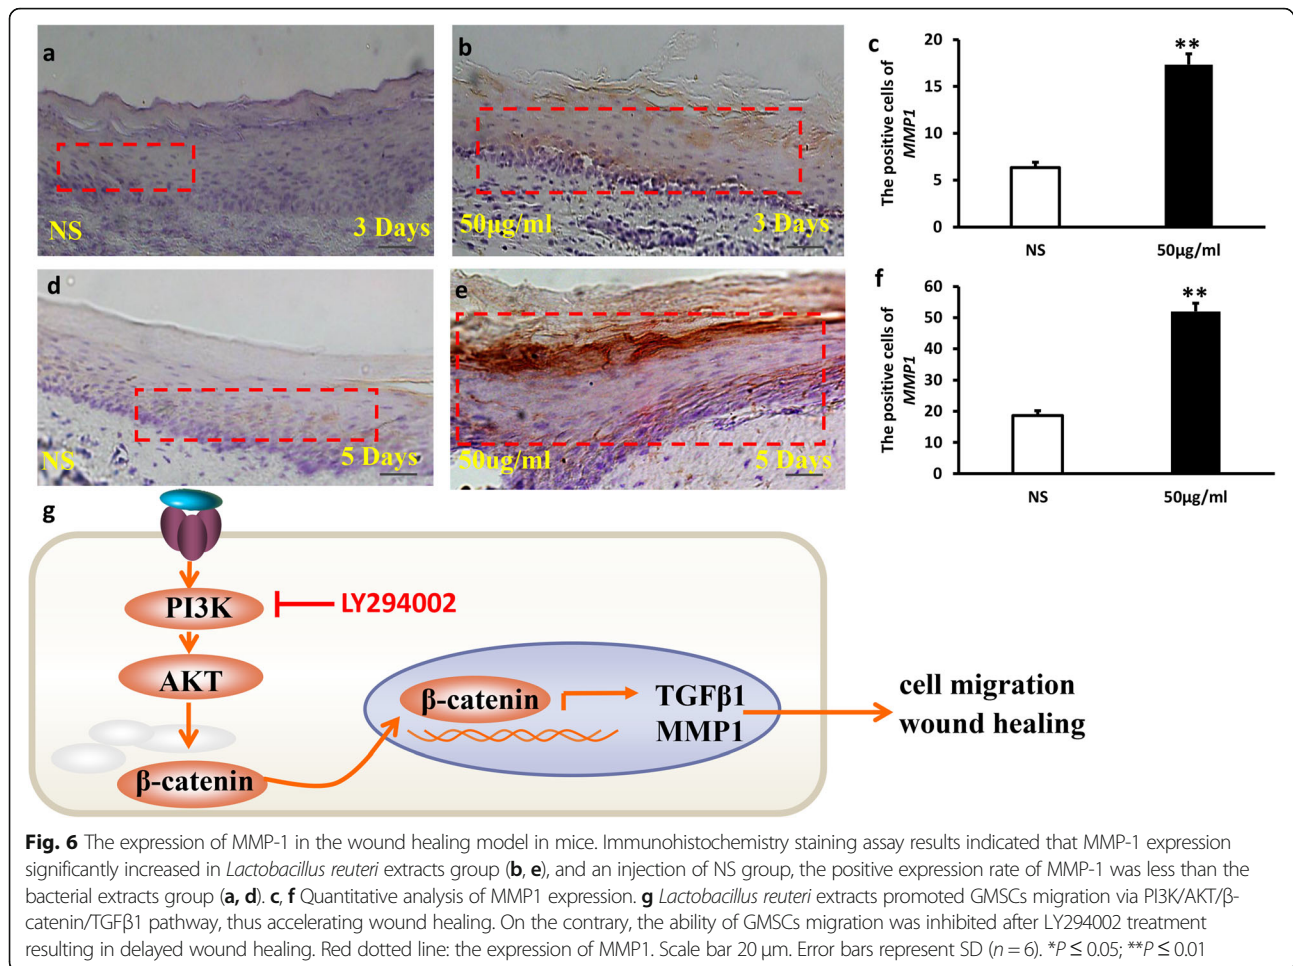 a
NS
3 Days
b
50μg/ml
3 Days
c
The positive cells of
MMP1
20
15
10
5
0
**
NS
50μg/ml
d
NS
5 Days
e
50ug/ml
5 Days
f
The positive cells of
MMP1
60
50
40
30
20
10
0
**
NS
50μg/ml
g
PI3K
LY294002
AKT
β-catenin
β-catenin
TGFβ1
MMP1
cell migration
wound healing
Fig. 6 The expression of MMP-1 in the wound healing model in mice. Immunohistochemistry staining assay results indicated that MMP-1 expression
significantly increased in Lactobacillus reuteri extracts group (b, e), and an injection of NS group, the positive expression rate of MMP-1 was less than the
bacterial extracts group (a, d). c, f Quantitative analysis of MMP1 expression. g Lactobacillus reuteri extracts promoted GMSCs migration via PI3K/AKT/β-
catenin/TGFβ1 pathway, thus accelerating wound healing. On the contrary, the ability of GMSCs migration was inhibited after LY294002 treatment
resulting in delayed wound healing. Red dotted line: the expression of MMP1. Scale bar 20 μm. Error bars represent SD (n = 6). *P ≤ 0.05; **P ≤ 0.01